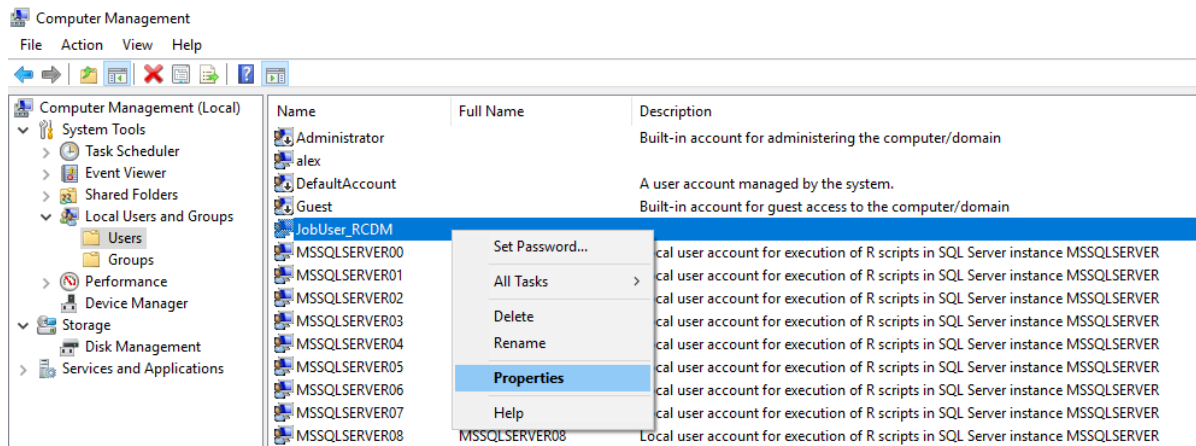 Computer Management
File Action View Help
Computer Management (Local)
System Tools
Task Scheduler
Event Viewer
Shared Folders
Local Users and Groups
Users
Groups
Performance
Device Manager
Storage
Disk Management
Services and Applications
Name Full Name Description
Administrator Built-in account for administering the computer/domain
alex
DefaultAccount A user account managed by the system.
Guest Built-in account for guest access to the computer/domain
JobUser_RCDM
MSSQLSERVER00 cal user account for execution of R scripts in SQL Server instance MSSQLSERVER
MSSQLSERVER01 cal user account for execution of R scripts in SQL Server instance MSSQLSERVER
MSSQLSERVER02 cal user account for execution of R scripts in SQL Server instance MSSQLSERVER
MSSQLSERVER03 cal user account for execution of R scripts in SQL Server instance MSSQLSERVER
MSSQLSERVER04 cal user account for execution of R scripts in SQL Server instance MSSQLSERVER
MSSQLSERVER05 cal user account for execution of R scripts in SQL Server instance MSSQLSERVER
MSSQLSERVER06 cal user account for execution of R scripts in SQL Server instance MSSQLSERVER
MSSQLSERVER07 cal user account for execution of R scripts in SQL Server instance MSSQLSERVER
MSSQLSERVER08 MSSQLSERVER08 Local user account for execution of R scripts in SQL Server instance MSSQLSERVER
Set Password...
All Tasks
Delete
Rename
Properties
Help